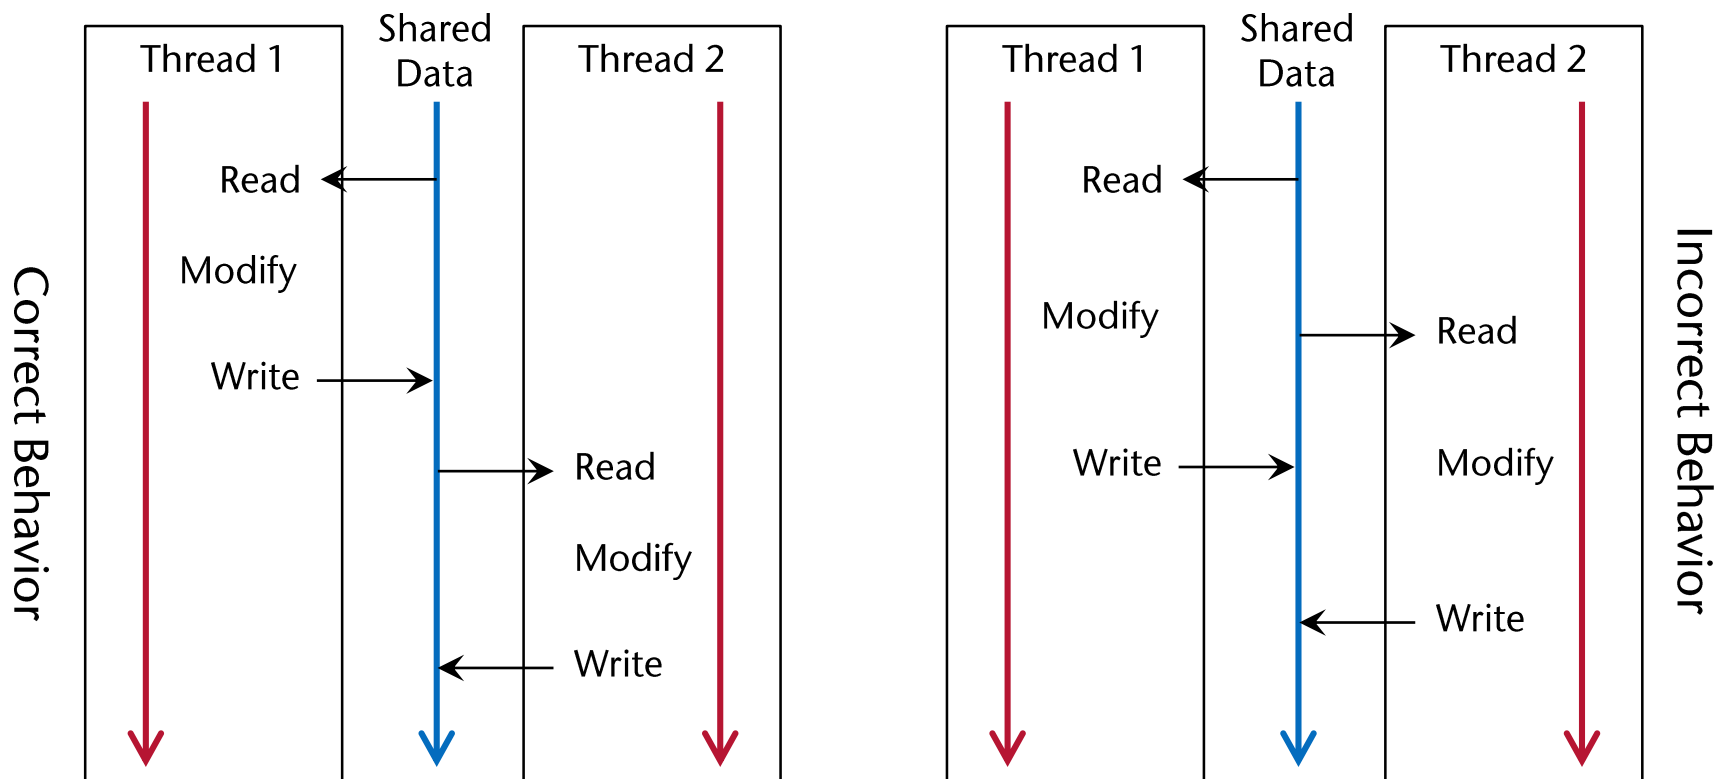 Correct Behavior
Thread 1
Shared
Data
Thread 2
Read
Modify
Write
Read
Modify
Write
Thread 1
Shared
Data
Thread 2
Read
Modify
Read
Write
Modify
Write
Incorrect Behavior